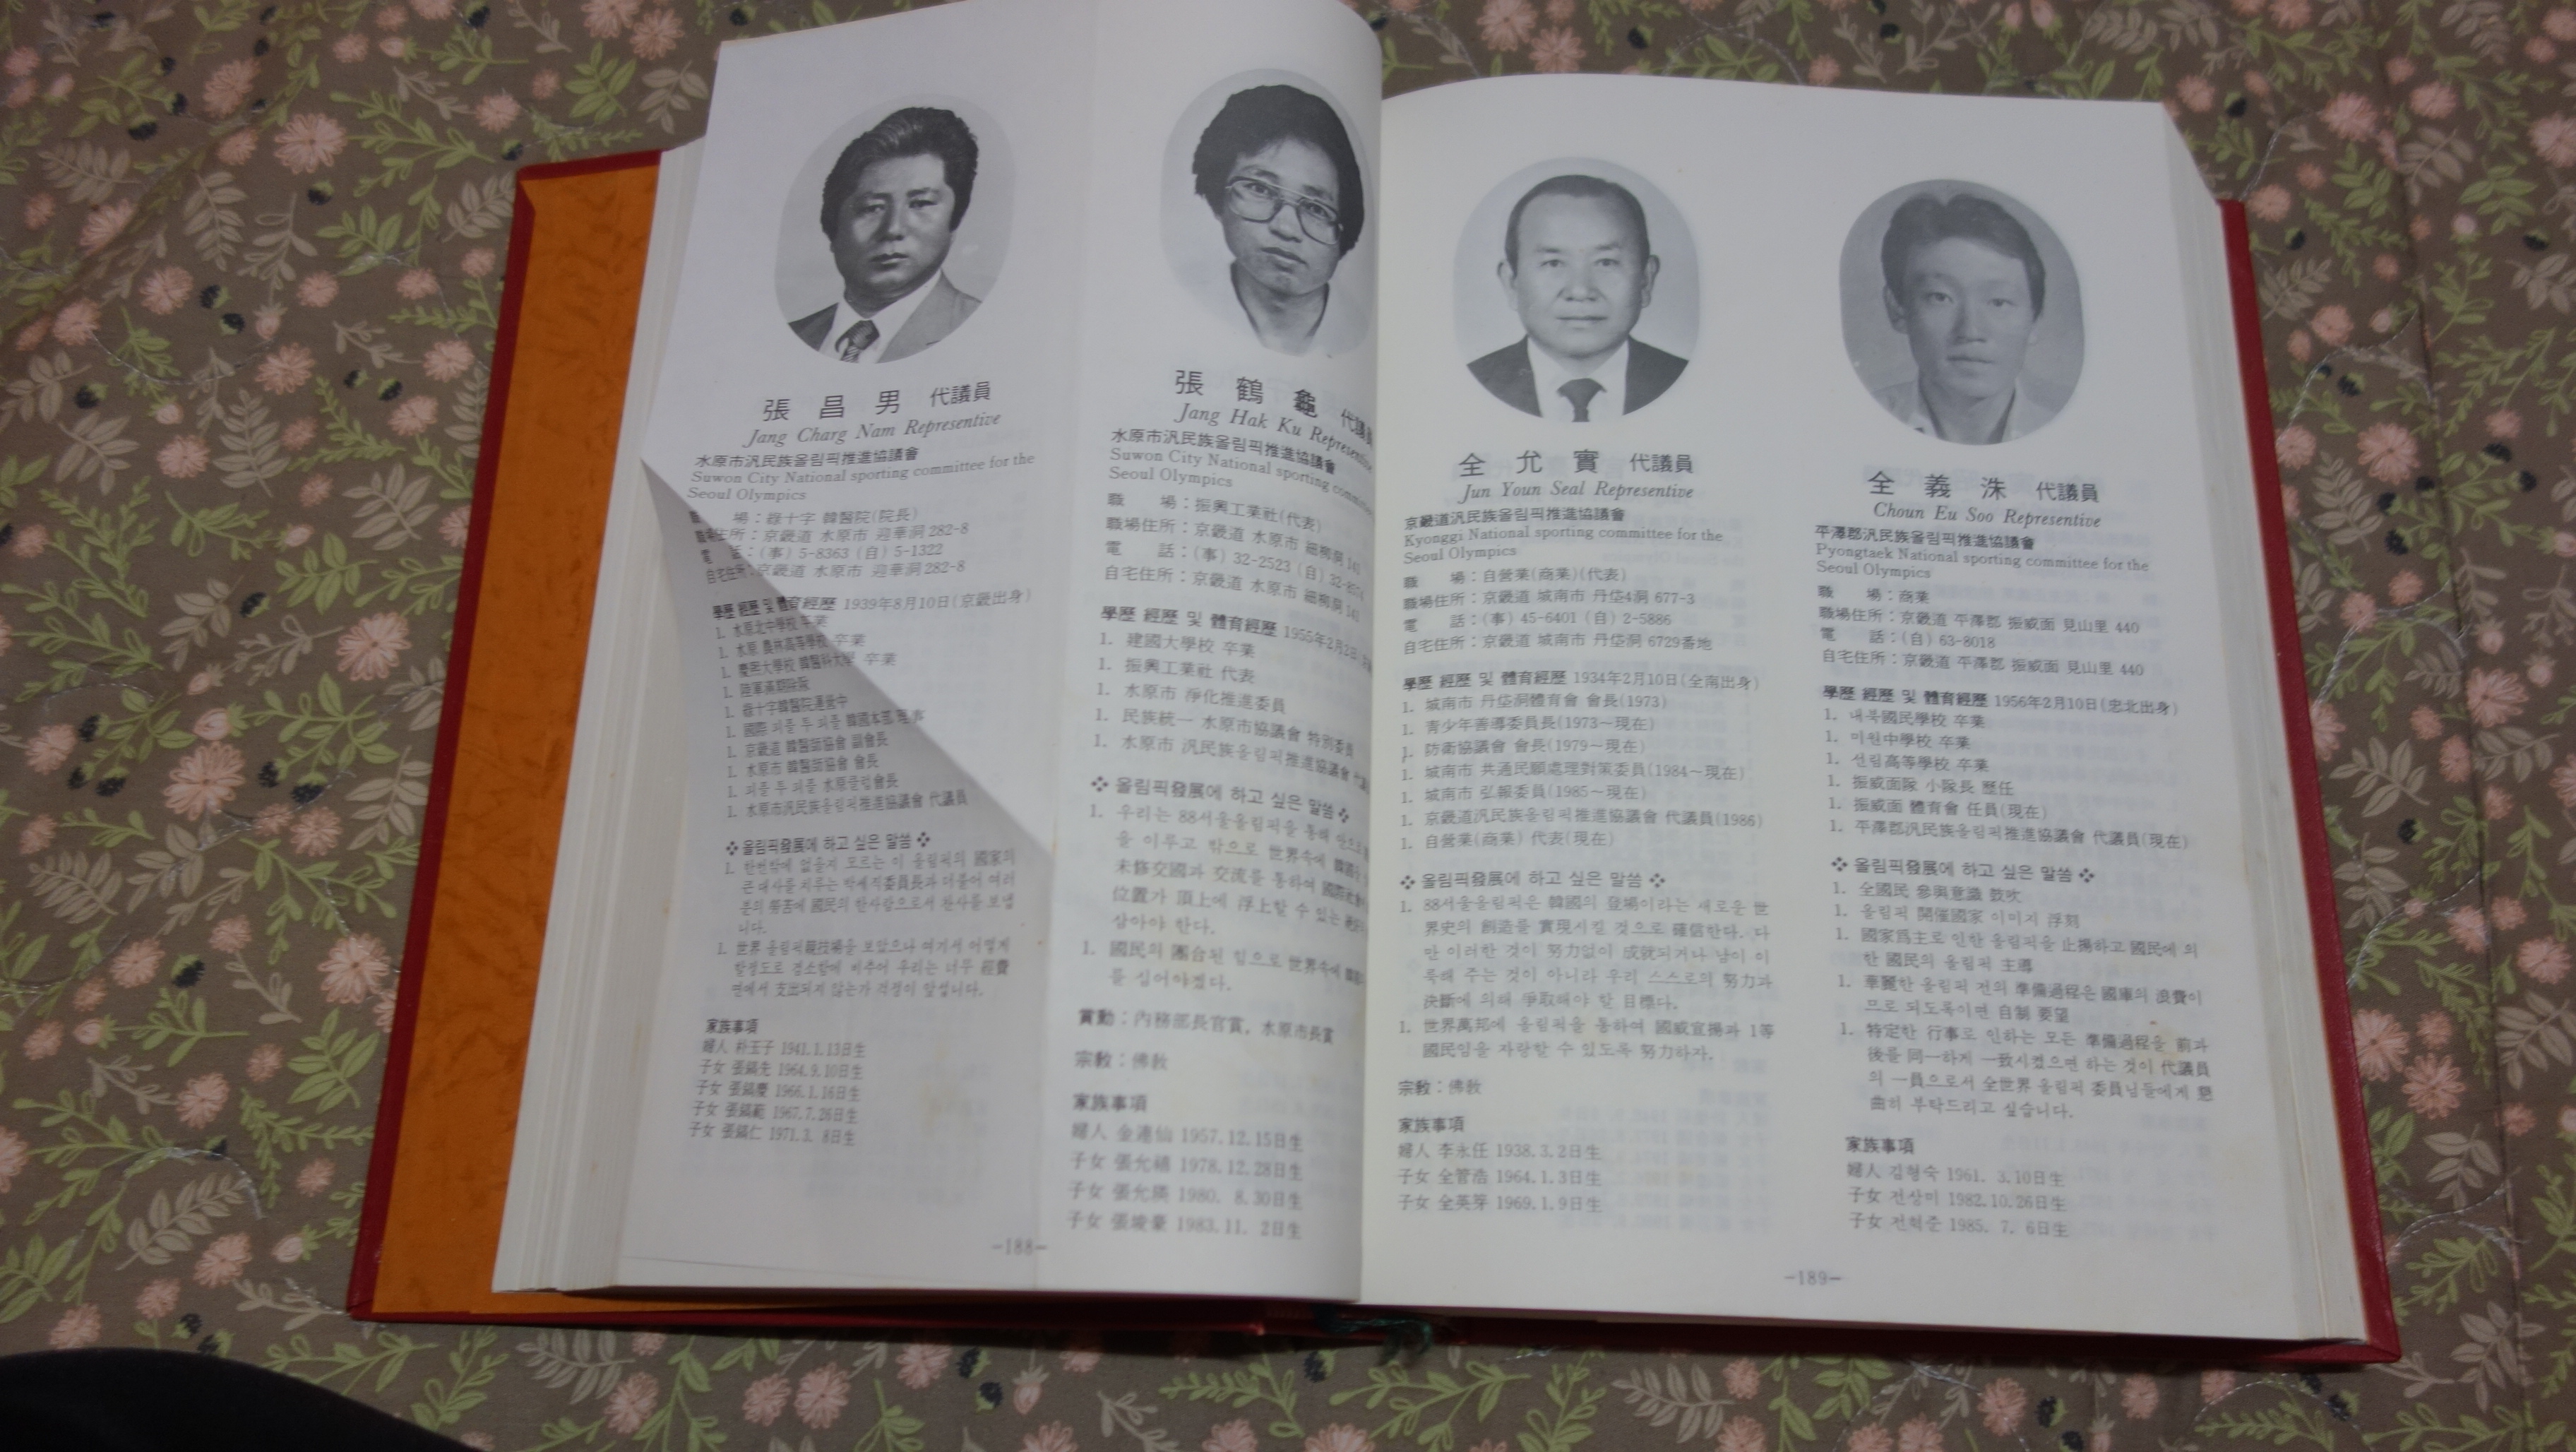 張 昌 男 代議員
Jang Charg Nam Representive
水原市汎民族올림픽推進協議會
Suwon City National sporting committee for the
Seoul Olympics
場：綠十字 韓醫院(院長)
住所：京畿道 水原市 迎華洞 282-8
電 話：(事) 5-8363 (自) 5-1322
自宅住所：京畿道 水原市 迎華洞 282-8
學歷 經歷 및 體育經歷 1939年8月10日(京畿出身)
1. 水原北中學校 卒業
1. 水原 農林高等學校 卒業
1. 慶熙大學校 韓醫科大學 卒業
1. 陸軍滿期除隊
1. 綠十字韓醫院運營中
1. 國際 피플 투 피플 韓國本部 理事
1. 京畿道 韓醫師協會 副會長
1. 水原市 韓醫師協會 會長
1. 피플 투 피플 水原클럽會長
1. 水原市汎民族올림픽推進協議會 代議員
❖ 올림픽發展에 하고 싶은 말씀 ❖
1. 한번밖에 없을지 모르는 이 올림픽의 國家의
큰 대사를 치루는 박세직委員長과 더불어 여러
분의 勞苦에 國民의 한사람으로서 찬사를 보냅
니다.
1. 世界 올림픽競技場을 보았으나 여기서 어떻게
할정도로 검소함에 비추어 우리는 너무 經費
면에서 支出되지 않는가 걱정이 앞섭니다.
家族事項
婦人 朴玉子 1941.1.13日生
子女 張鎬先 1964.9.10日生
子女 張鎬慶 1966.1.16日生
子女 張鎬範 1967.7.26日生
子女 張鎬仁 1971.3. 8日生
-188-
張 鶴 龜 代議員
Jang Hak Ku Representive
水原市汎民族올림픽推進協議會
Suwon City National sporting
Seoul Olympics
職 場：振興工業社(代表)
職場住所：京畿道 水原市 細柳洞 141
電 話：(事) 32-2523 (自)
自宅住所：京畿道 水原市 細柳洞 141
學歷 經歷 및 體育經歷 1955年2月2日
1. 建國大學校 卒業
1. 振興工業社 代表
1. 水原市 淨化推進委員
1. 民族統一 水原市協議會 特別委員
1. 水原市 汎民族올림픽推進協議會
❖ 올림픽發展에 하고 싶은 말씀 ❖
1. 우리는 88서울올림픽을 통해 안으로
을 이루고 밖으로 世界속에
未修交國과 交流를 통하여 國際社會
位置가 頂上에 浮上할 수 있는
삼아야 한다.
1. 國民의 團合된 힘으로 世界속에
를 심어야겠다.
賞勳：內務部長官賞, 水原市長賞
宗敎：佛敎
家族事項
婦人 金蓮仙 1957.12.15日生
子女 張允禧 1978.12.28日生
子女 張允瑛 1980. 8.30日生
子女 張峻豪 1983.11. 2日生
全 允 實 代議員
Jun Youn Seal Representive
京畿道汎民族올림픽推進協議會
Kyonggi National sporting committee for the
Seoul Olympics
職 場：自營業(商業)(代表)
職場住所：京畿道 城南市 丹垈4洞 677-3
電 話：(事) 45-6401 (自) 2-5886
自宅住所：京畿道 城南市 丹垈洞 6729番地
學歷 經歷 및 體育經歷 1934年2月10日(全南出身)
1. 城南市 丹垈洞體育會 會長(1973)
1. 靑少年善導委員長(1973～現在)
1. 防衛協議會 會長(1979～現在)
1. 城南市 共通民願處理對策委員(1984～現在)
1. 城南市 弘報委員(1985～現在)
1. 京畿道汎民族올림픽推進協議會 代議員(1986)
1. 自營業(商業) 代表(現在)
❖ 올림픽發展에 하고 싶은 말씀 ❖
1. 88서울올림픽은 韓國의 登場이라는 새로운 世
界史의 創造를 實現시킬 것으로 確信한다. 다
만 이러한 것이 努力없이 成就되거나 남이 이
룩해 주는 것이 아니라 우리 스스로의 努力과
決斷에 의해 爭取해야 할 目標다.
1. 世界萬邦에 올림픽을 통하여 國威宣揚과 1等
國民임을 자랑할 수 있도록 努力하자.
宗敎：佛敎
家族事項
婦人 李永任 1938.3.2日生
子女 全管浩 1964.1.3日生
子女 全英芽 1969.1.9日生
全 義 洙 代議員
Choun Eu Soo Representive
平澤郡汎民族올림픽推進協議會
Pyongtaek National sporting committee for the
Seoul Olympics
職 場：商業
職場住所：京畿道 平澤郡 振威面 見山里 440
電 話：(自) 63-8018
自宅住所：京畿道 平澤郡 振威面 見山里 440
學歷 經歷 및 體育經歷 1956年2月10日(忠北出身)
1. 내북國民學校 卒業
1. 미원中學校 卒業
1. 선림高等學校 卒業
1. 振威面隊 小隊長 歷任
1. 振威面 體育會 任員(現在)
1. 平澤郡汎民族올림픽推進協議會 代議員(現在)
❖ 올림픽發展에 하고 싶은 말씀 ❖
1. 全國民 參與意識 鼓吹
1. 올림픽 開催國家 이미지 浮刻
1. 國家爲主로 인한 올림픽을 止揚하고 國民에 의
한 國民의 올림픽 主導
1. 華麗한 올림픽 전의 準備過程은 國庫의 浪費이
므로 되도록이면 自制 要望
1. 特定한 行事로 인하는 모든 準備過程을 前과
後를 同一하게 一致시켰으면 하는 것이 代議員
의 一員으로서 全世界 올림픽 委員님들에게 懇
曲히 부탁드리고 싶습니다.
家族事項
婦人 김형숙 1961. 3.10日生
子女 전상미 1982.10.26日生
子女 전혁준 1985. 7. 6日生
-189-